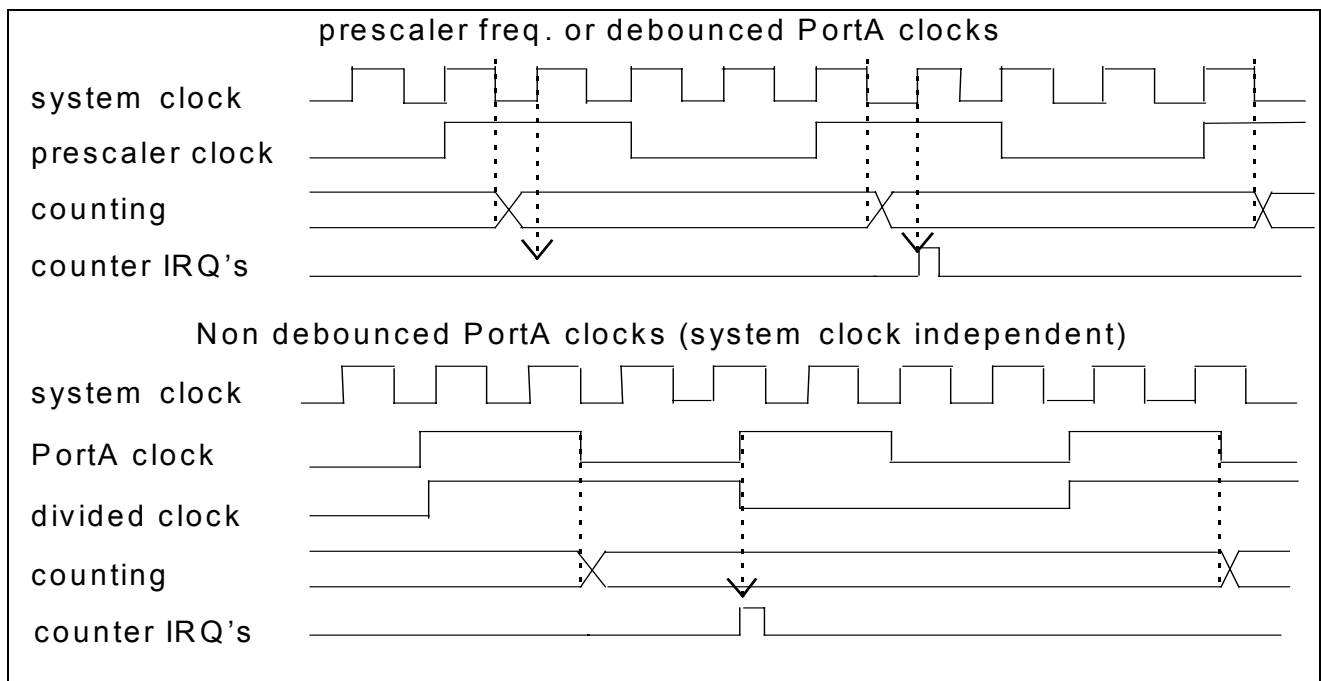 prescaler freq. or debounced PortA clocks
system clock
prescaler clock
counting
counter IRQ's
Non debounced PortA clocks (system clock independent)
system clock
PortA clock
divided clock
counting
counter IRQ's